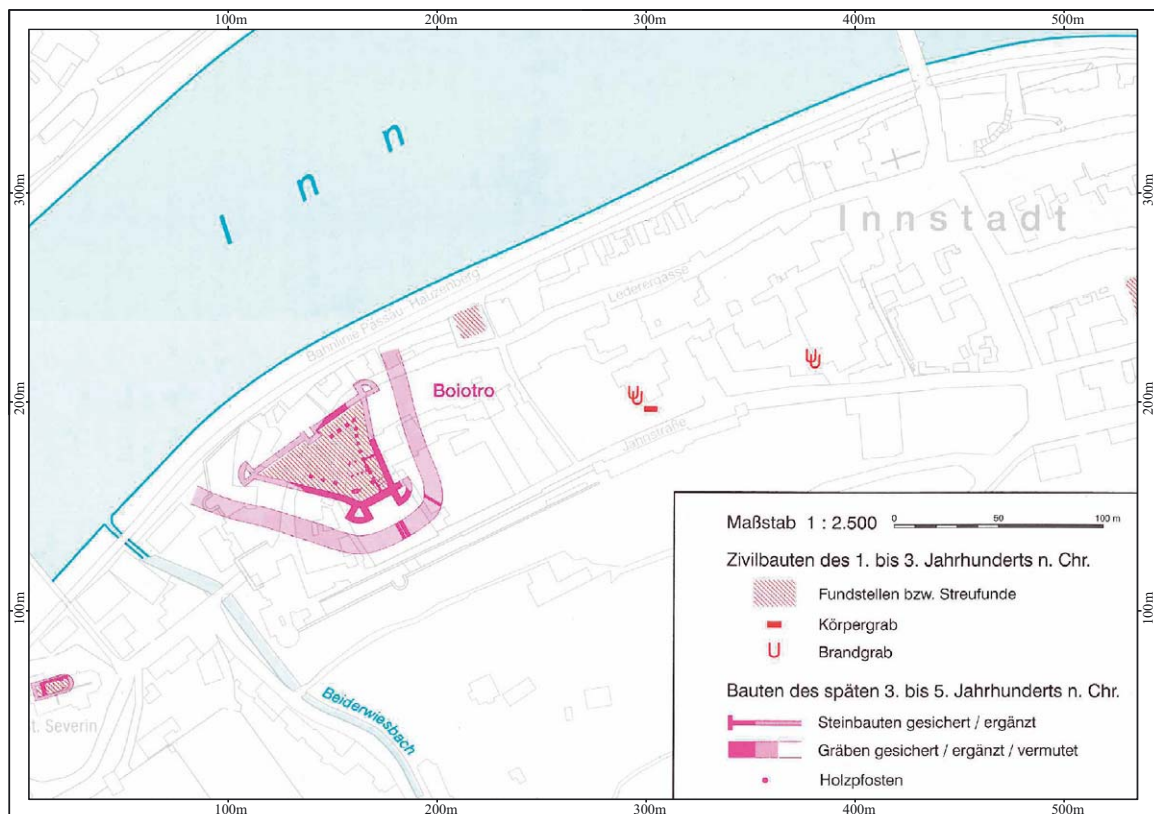 100m 200m 300m 400m 500m
300m 300m
200m 200m
100m 100m
Inn
Innstadt
Bahnlinie Passau - Hauzenberg
Lederergasse
Boiotro
Jahnstraße
Beiderwiesbach
t. Severin
Maßstab 1 : 2.500 0 50 100 m
Zivilbauten des 1. bis 3. Jahrhunderts n. Chr.
Fundstellen bzw. Streufunde
Körpergrab
Brandgrab
Bauten des späten 3. bis 5. Jahrhunderts n. Chr.
Steinbauten gesichert / ergänzt
Gräben gesichert / ergänzt / vermutet
Holzpfosten
100m 200m 300m 400m 500m